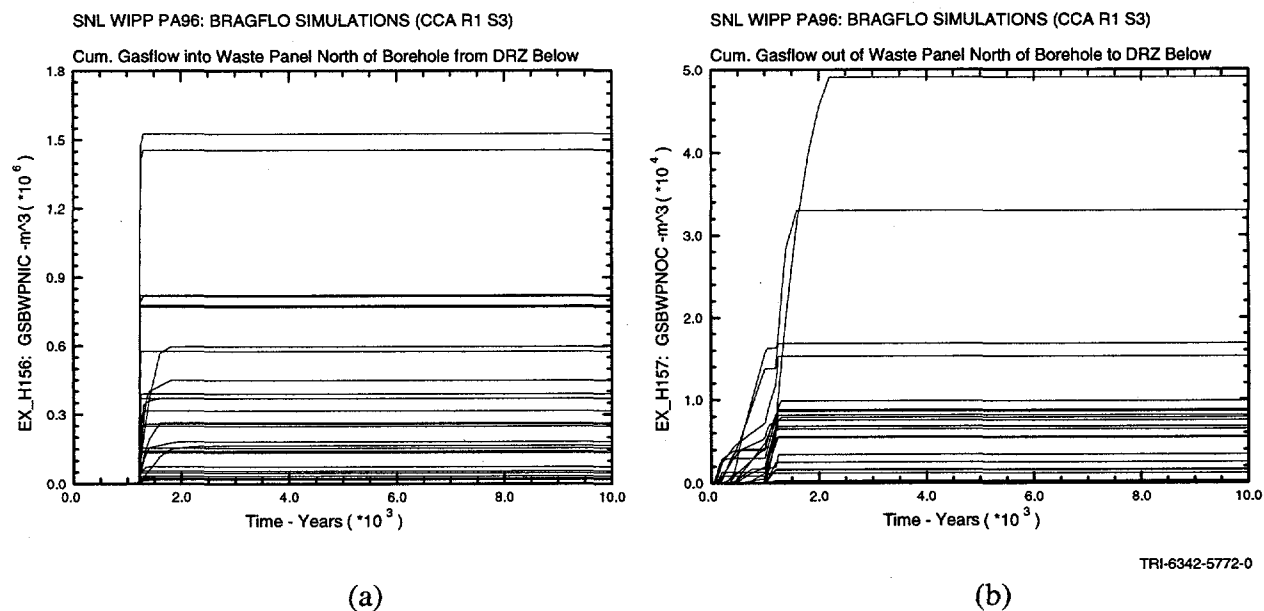 SNL WIPP PA96: BRAGFLO SIMULATIONS (CCA R1 S3)
Cum. Gasflow into Waste Panel North of Borehole from DRZ Below
1.8
1.5
1.2
0.9
0.6
0.3
0.0
EX_H156: GSBWPNIC -m^3 ( *10 6 )
0.0 2.0 4.0 6.0 8.0 10.0
Time - Years ( *10 3 )
(a)
SNL WIPP PA96: BRAGFLO SIMULATIONS (CCA R1 S3)
Cum. Gasflow out of Waste Panel North of Borehole to DRZ Below
5.0
4.0
3.0
2.0
1.0
0.0
EX_H157: GSBWPNOC -m^3 ( *10 4 )
0.0 2.0 4.0 6.0 8.0 10.0
Time - Years ( *10 3 )
TRI-6342-5772-0
(b)